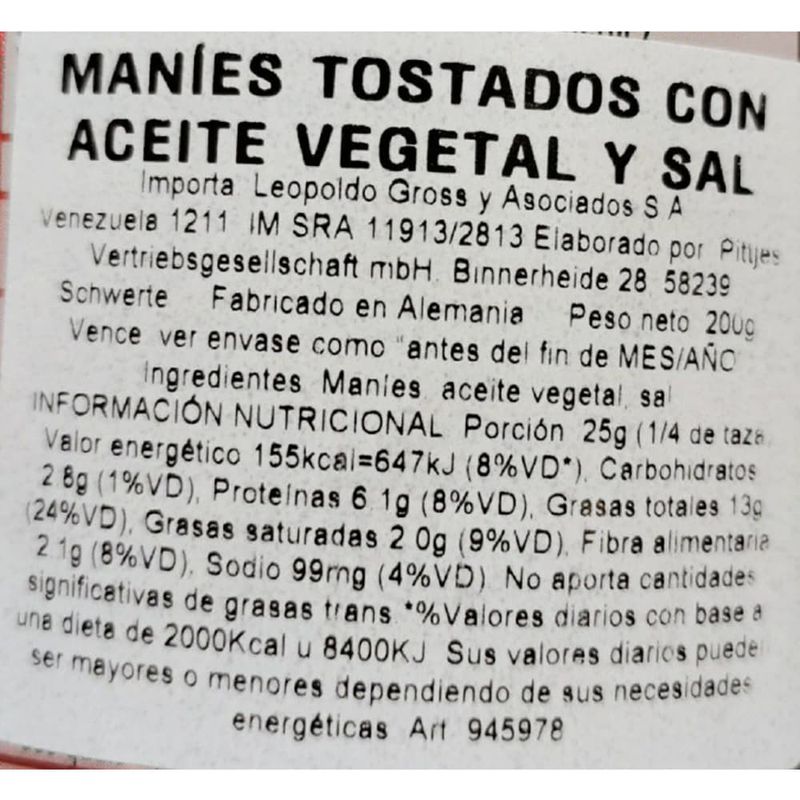 MANÍES TOSTADOS CON
ACEITE VEGETAL Y SAL
Importa Leopoldo Gross y Asociados S A
Venezuela 1211 IM SRA 11913/2813 Elaborado por Pitjes
Vertriebsgesellschaft mbH. Binnerheide 28 58239
Schwerte Fabricado en Alemania Peso neto 200g
Vence ver envase como "antes del fin de MES/AÑO
Ingredientes Maníes, aceite vegetal, sal
INFORMACIÓN NUTRICIONAL Porción 25g (1/4 de taza
Valor energético 155kcal=647kJ (8%VD*), Carbohidratos
2 8g (1%VD), Proteínas 6 1g (8%VD), Grasas totales 13g
(24%VD), Grasas saturadas 2 0g (9%VD), Fibra alimentaria
2 1g (8%VD), Sodio 99mg (4%VD) No aporta cantidades
significativas de grasas trans *%Valores diarios con base a
una dieta de 2000Kcal u 8400KJ Sus valores diarios puede
ser mayores o menores dependiendo de sus necesidades
energéticas Art 945978